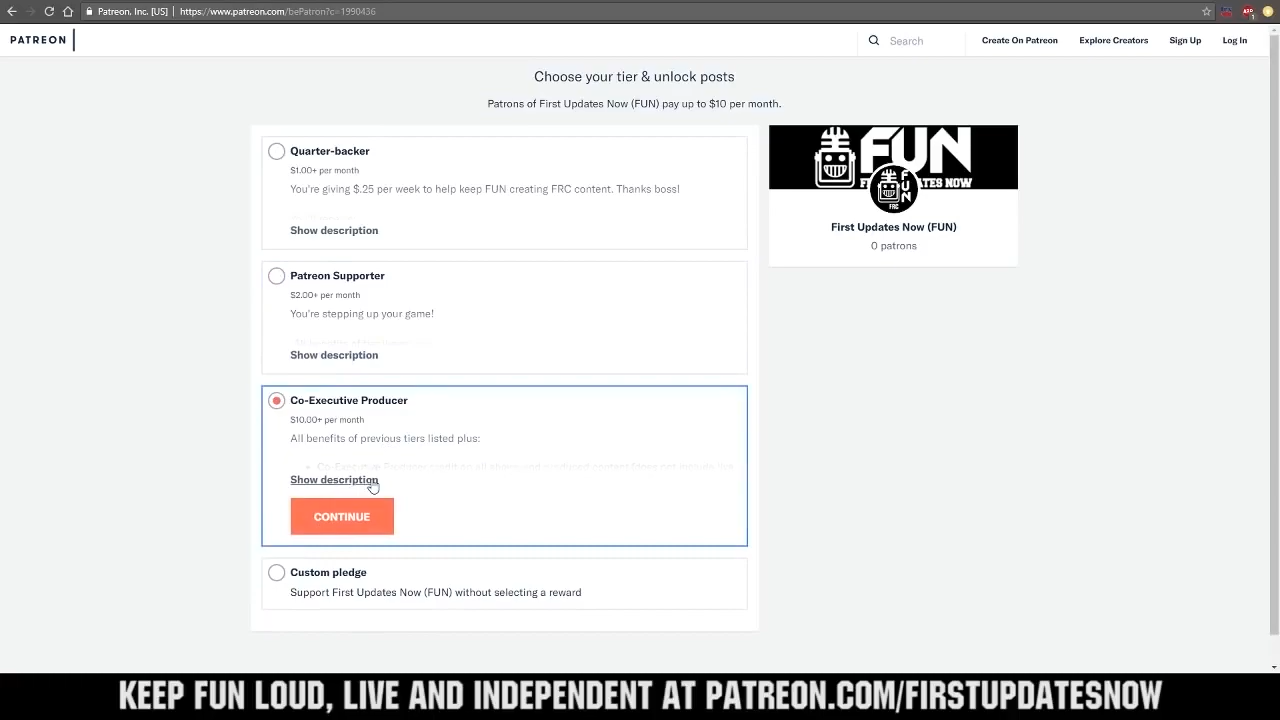 Patreon, Inc. [US] | https://www.patreon.com/bePatron?c=1990436
PATREON
Search
Create On Patreon
Explore Creators
Sign Up
Log In
Choose your tier & unlock posts
Patrons of First Updates Now (FUN) pay up to $10 per month.
Quarter-backer
$1.00+ per month
You're giving $.25 per week to help keep FUN creating FRC content. Thanks boss!
Show description
Patreon Supporter
$2.00+ per month
You're stepping up your game!
Show description
Co-Executive Producer
$10.00+ per month
All benefits of previous tiers listed plus:
Show description
CONTINUE
Custom pledge
Support First Updates Now (FUN) without selecting a reward
FUN
FUN
FRC
First Updates Now (FUN)
0 patrons
KEEP FUN LOUD, LIVE AND INDEPENDENT AT PATREON.COM/FIRSTUPDATESNOW